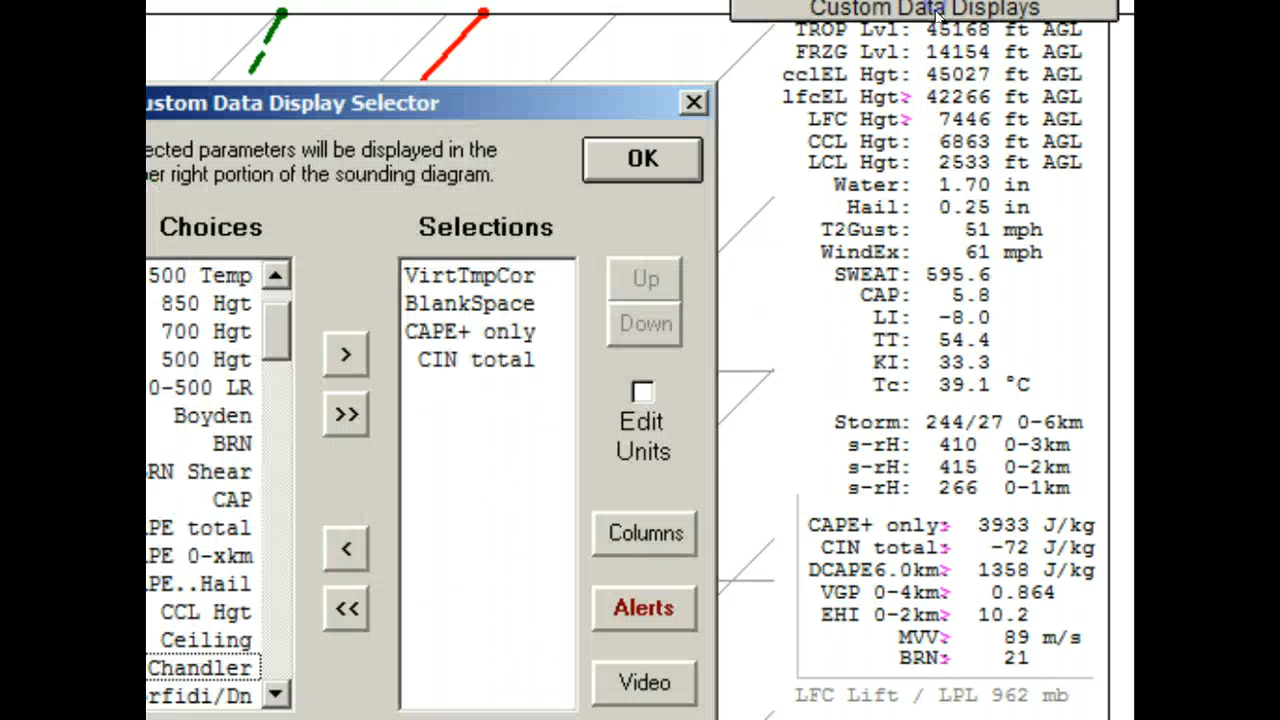 Custom Data Displays
TROP Lvl: 45168 ft AGL
FRZG Lvl: 14154 ft AGL
cclEL Hgt: 45027 ft AGL
lfcEL Hgt> 42266 ft AGL
LFC Hgt> 7446 ft AGL
CCL Hgt: 6863 ft AGL
LCL Hgt: 2533 ft AGL
Water: 1.70 in
Hail: 0.25 in
T2Gust: 51 mph
WindEx: 61 mph
SWEAT: 595.6
CAP: 5.8
LI: -8.0
TT: 54.4
KI: 33.3
Tc: 39.1 °C
Storm: 244/27 0-6km
s-rH: 410 0-3km
s-rH: 415 0-2km
s-rH: 266 0-1km
CAPE+ only> 3933 J/kg
CIN total> -72 J/kg
DCAPE6.0km> 1358 J/kg
VGP 0-4km> 0.864
EHI 0-2km> 10.2
MVV> 89 m/s
BRN> 21
LFC Lift / LPL 962 mb
ustom Data Display Selector
ected parameters will be displayed in the
er right portion of the sounding diagram.
OK
Choices
500 Temp
850 Hgt
700 Hgt
500 Hgt
0-500 LR
Boyden
BRN
RN Shear
CAP
PE total
PE 0-xkm
PE..Hail
CCL Hgt
Ceiling
Chandler
rfidi/Dn
>
>>
<
<<
Selections
VirtTmpCor
BlankSpace
CAPE+ only
CIN total
Up
Down
Edit
Units
Columns
Alerts
Video